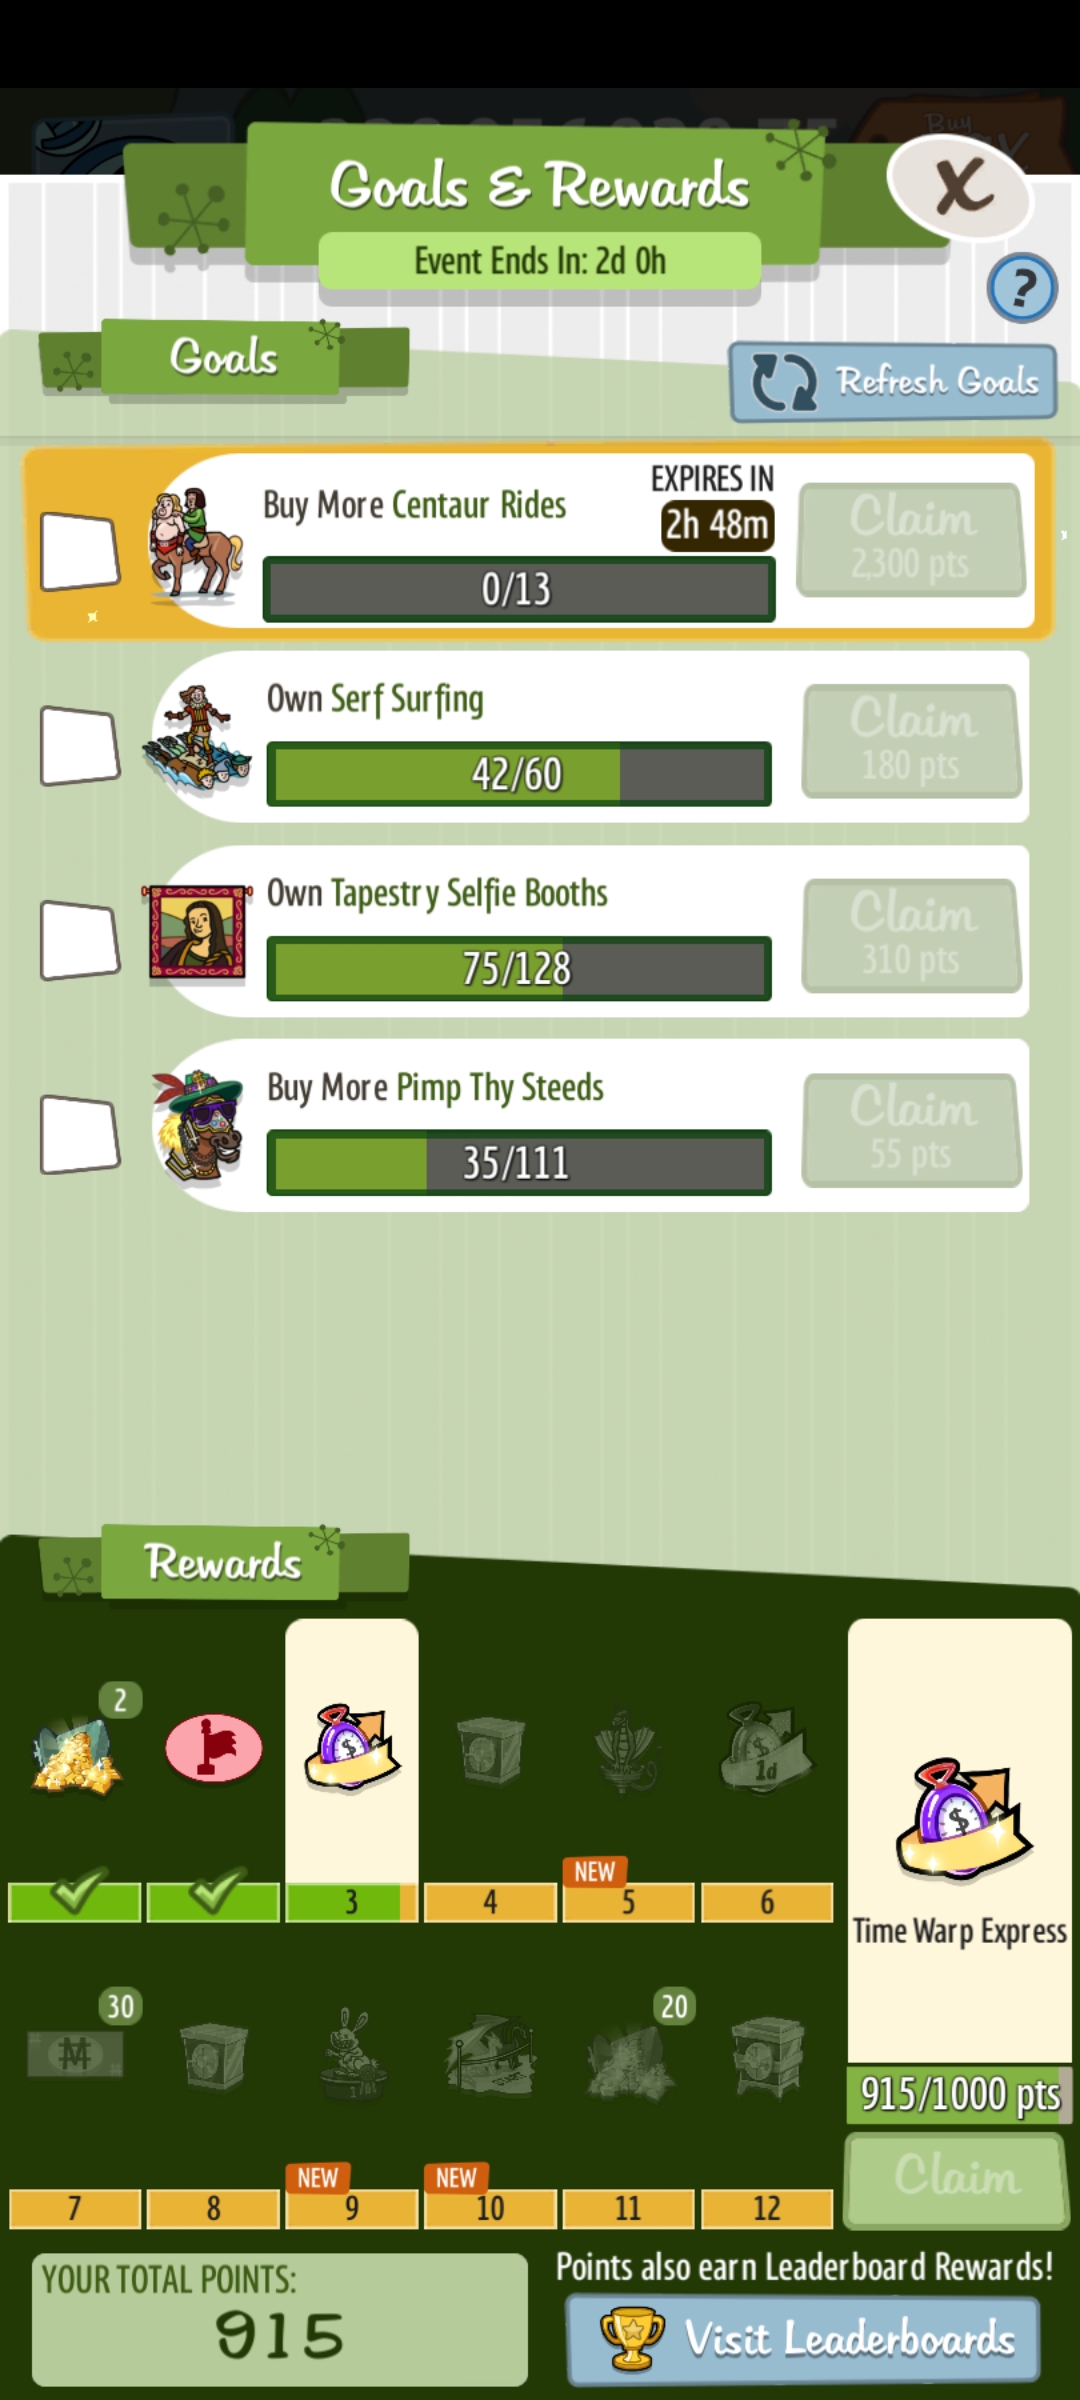 Buy
Goals & Rewards
X
Event Ends In: 2d 0h
?
Goals
Refresh Goals
Buy More Centaur Rides
EXPIRES IN
2h 48m
0/13
Claim
2,300 pts
Own Serf Surfing
42/60
Claim
180 pts
Own Tapestry Selfie Booths
75/128
Claim
310 pts
Buy More Pimp Thy Steeds
35/111
Claim
55 pts
Rewards
2
1d
3
4
NEW
5
6
Time Warp Express
30
20
1
915/1000 pts
Claim
7
8
NEW
9
NEW
10
11
12
YOUR TOTAL POINTS:
915
Points also earn Leaderboard Rewards!
Visit Leaderboards